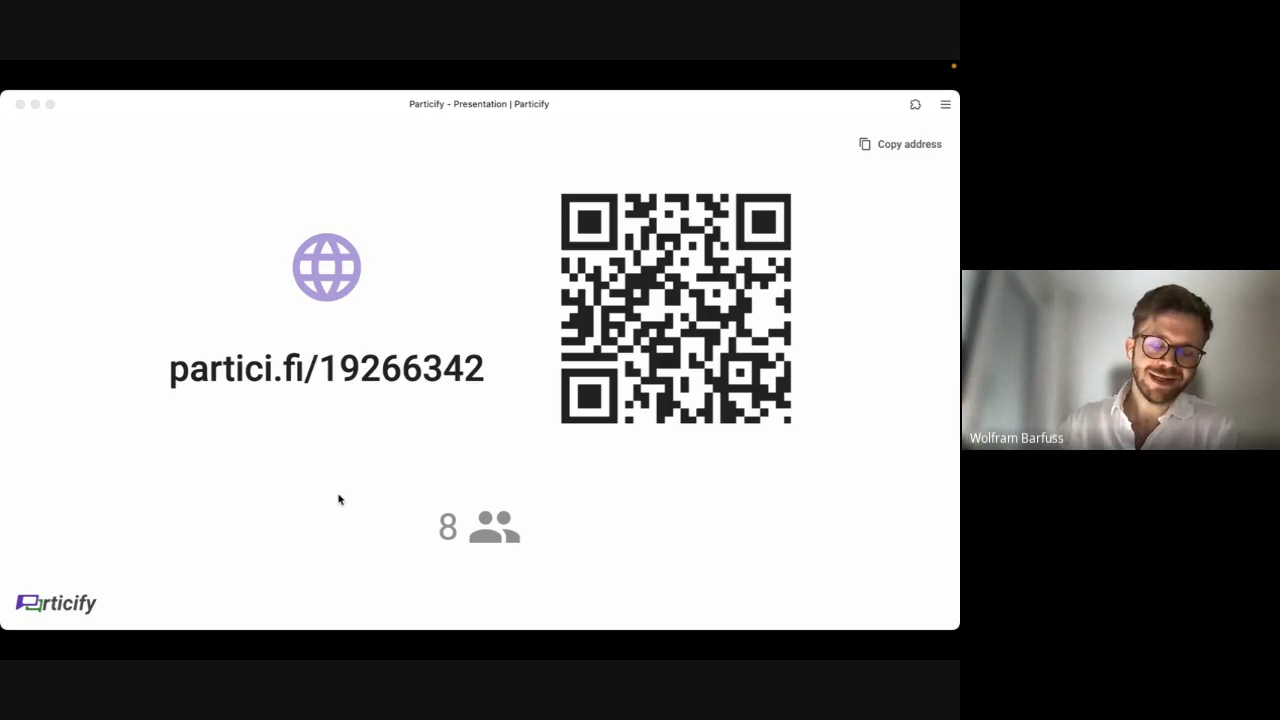 Particify - Presentation | Particify
Copy address
partici.fi/19266342
8
Particify
Wolfram Barfuss